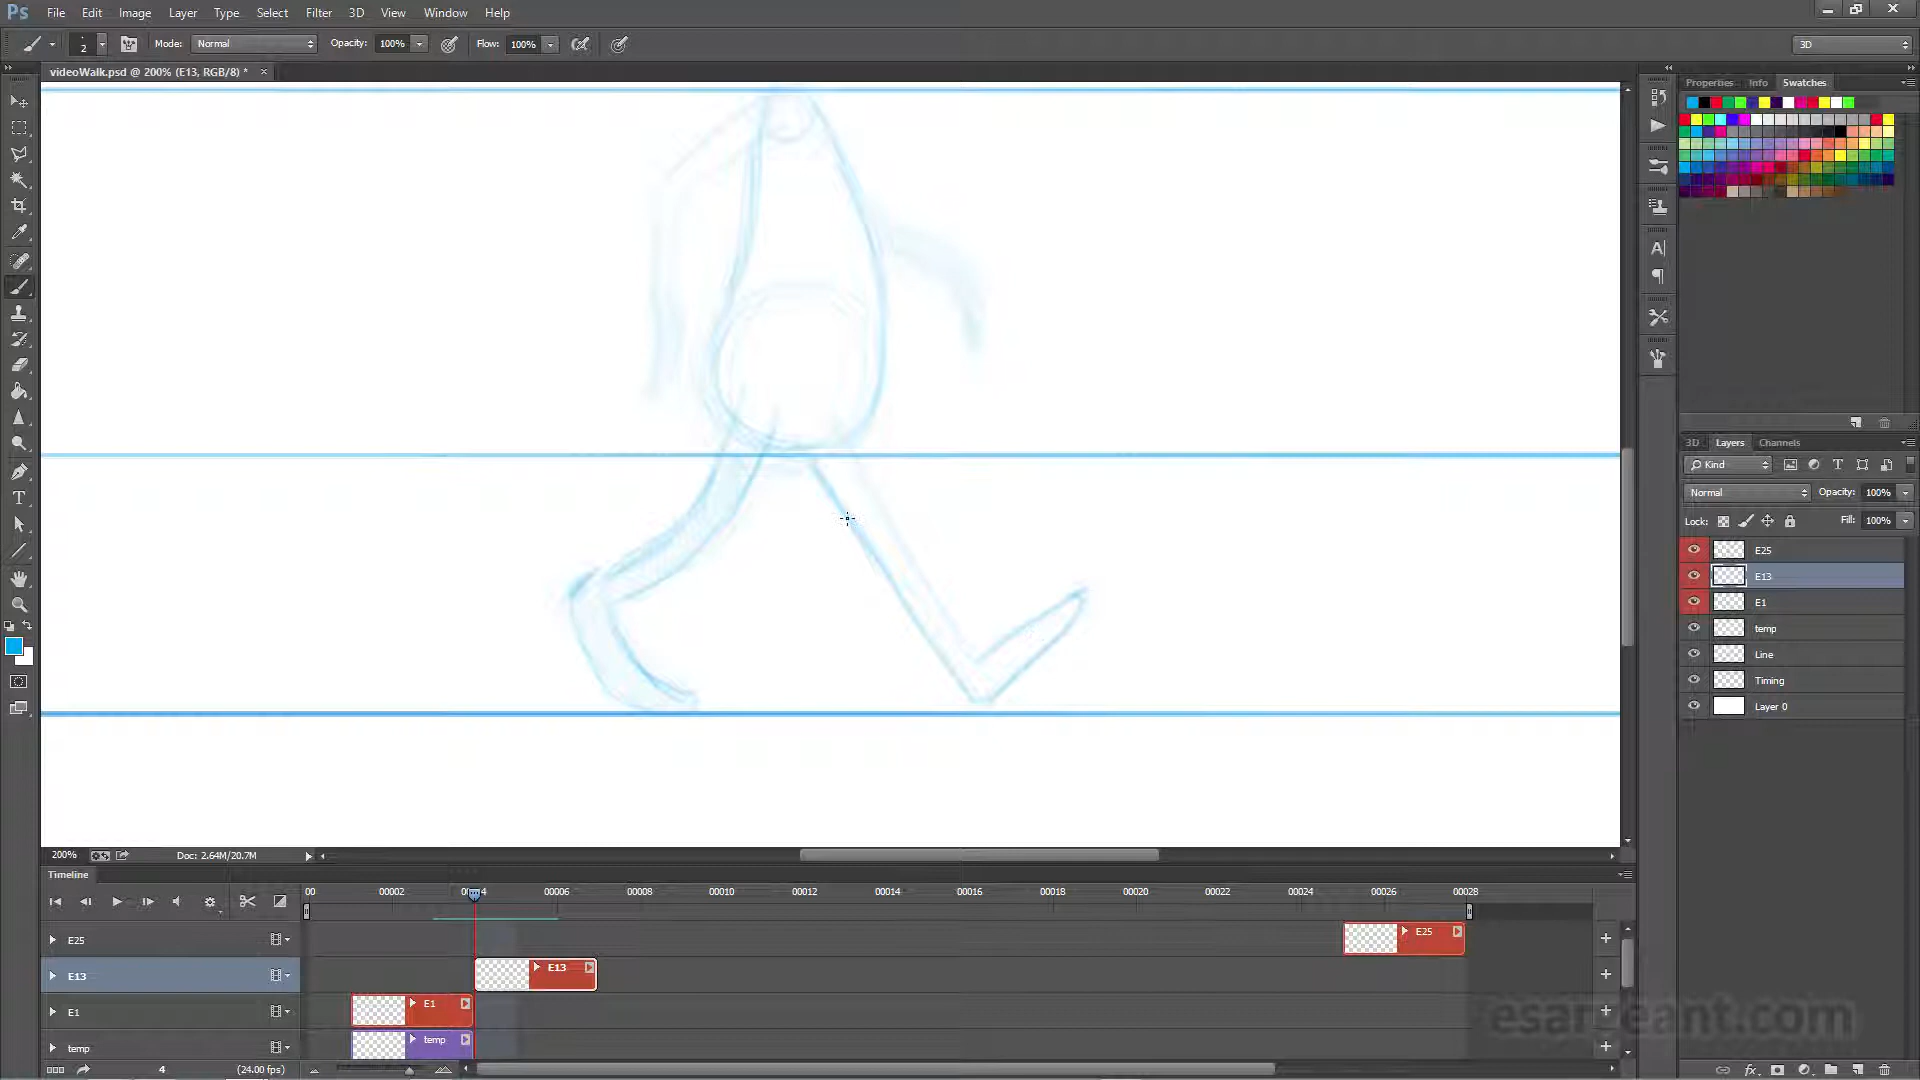 Ps File Edit Image Layer Type Select Filter 3D View Window Help
2 Mode: Normal Opacity: 100% Flow: 100% 3D
videoWalk.psd @ 200% (E13, RGB/8) * ×
Properties Info Swatches
3D Layers Channels
Kind
Normal Opacity: 100%
Lock: Fill: 100%
E25
E13
E1
temp
Line
Timing
Layer 0
200% Doc: 2.64M/20.7M
Timeline
00 00002 00006 00008 00010 00012 00014 00016 00018 00020 00022 00024 00026 00028
E25 E25
E13 E13
E1 E1
temp temp
esargeant.com
4 (24.00 fps)